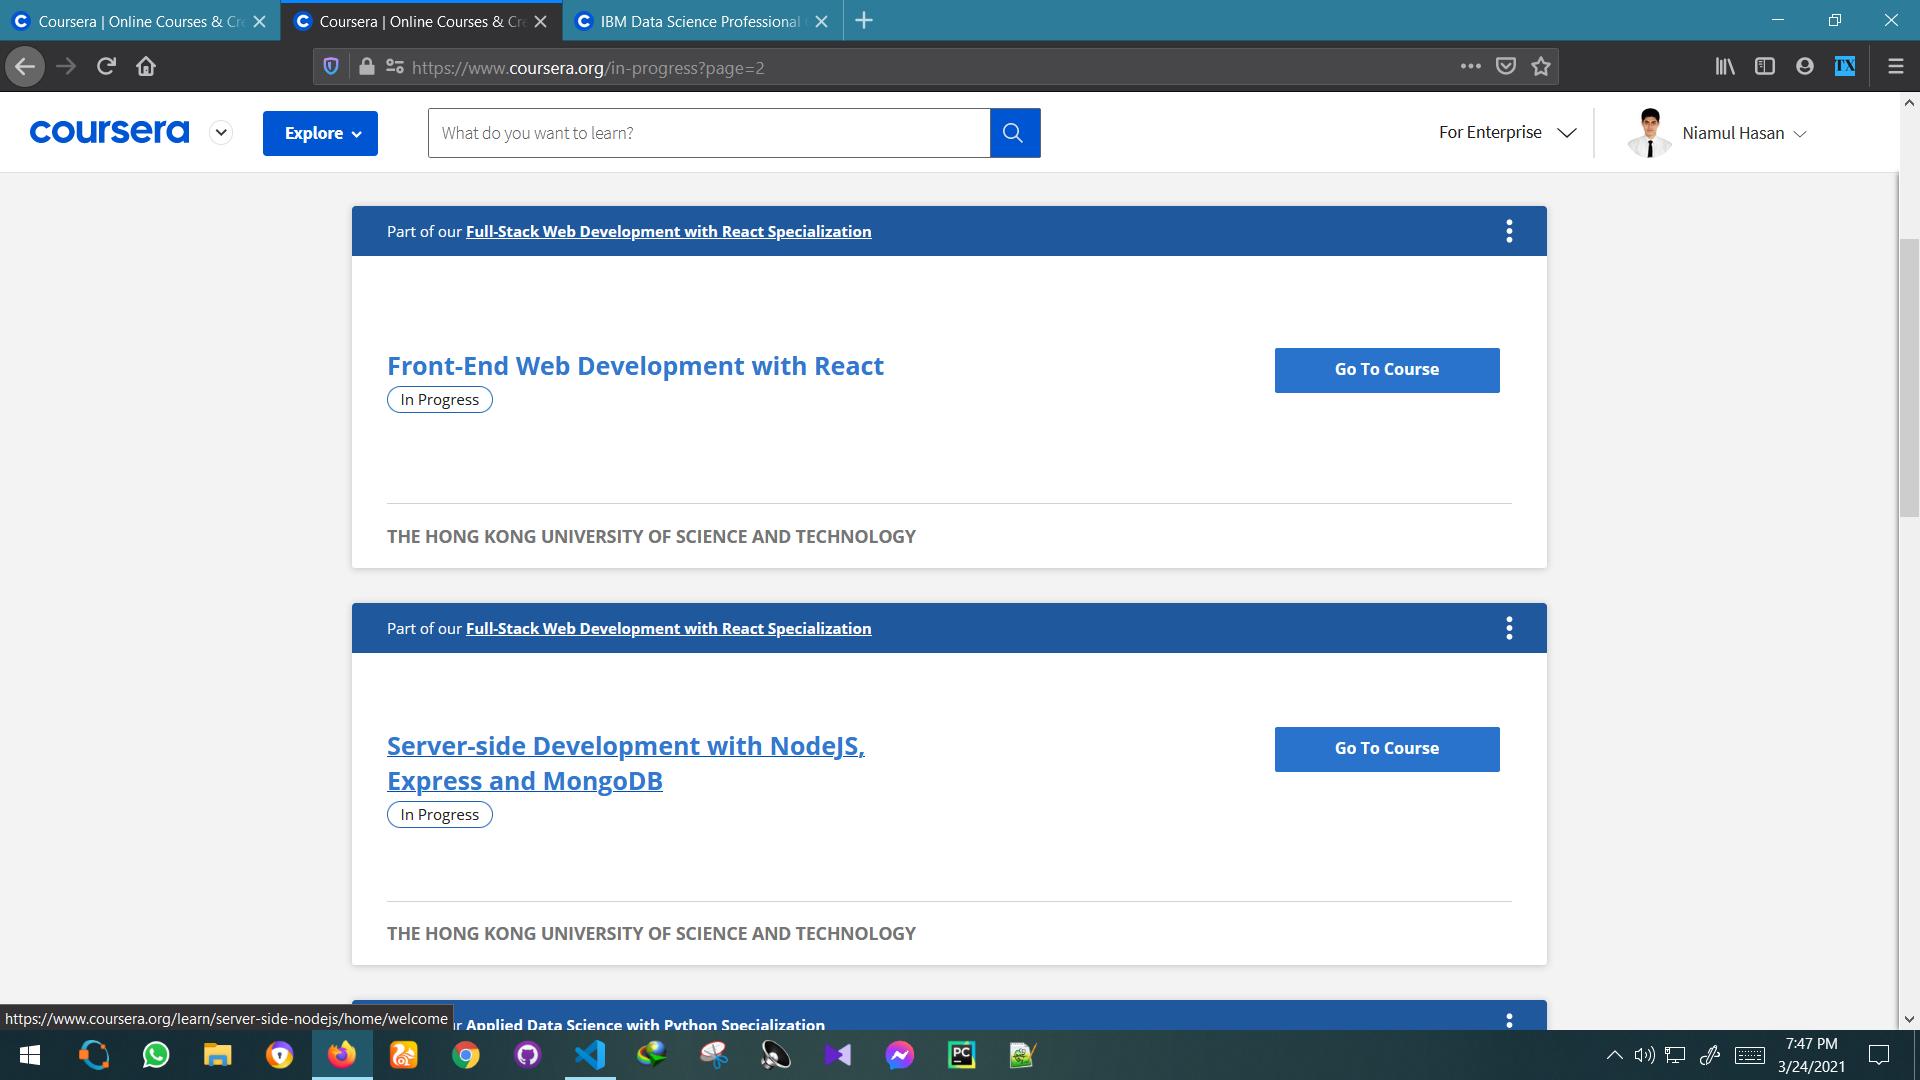 Coursera | Online Courses & Cre
Coursera | Online Courses & Cre
IBM Data Science Professional
https://www.coursera.org/in-progress?page=2
TX
coursera
Explore
What do you want to learn?
For Enterprise
Niamul Hasan
Part of our Full-Stack Web Development with React Specialization
Front-End Web Development with React
Go To Course
In Progress
THE HONG KONG UNIVERSITY OF SCIENCE AND TECHNOLOGY
Part of our Full-Stack Web Development with React Specialization
Server-side Development with NodeJS,
Express and MongoDB
Go To Course
In Progress
THE HONG KONG UNIVERSITY OF SCIENCE AND TECHNOLOGY
r Applied Data Science with Python Specialization
https://www.coursera.org/learn/server-side-nodejs/home/welcome
PC
7:47 PM
3/24/2021